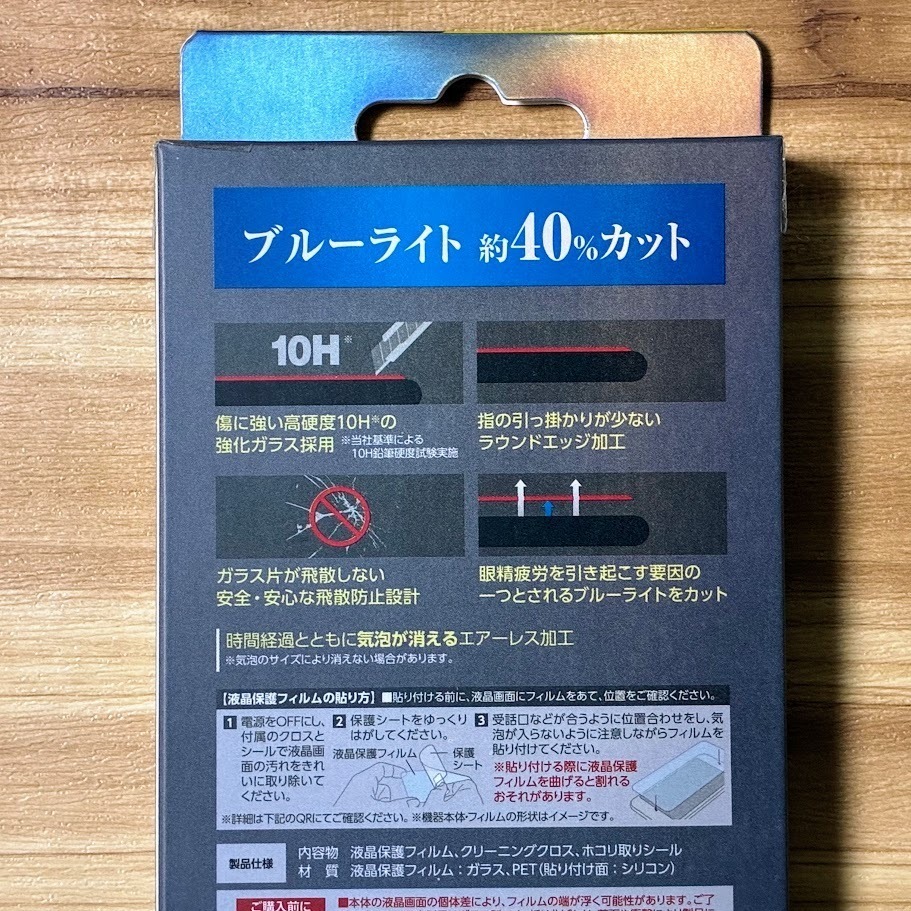 ブルーライト 約40%カット
10H※
傷に強い高硬度10H※の
強化ガラス採用 ※当社基準による
10H鉛筆硬度試験実施
指の引っ掛かりが少ない
ラウンドエッジ加工
ガラス片が飛散しない
安全・安心な飛散防止設計
眼精疲労を引き起こす要因の
一つとされるブルーライトをカット
時間経過とともに気泡が消えるエアーレス加工
※気泡のサイズにより消えない場合があります。
【液晶保護フィルムの貼り方】 ■貼り付ける前に、液晶画面にフィルムをあて、位置をご確認ください。
1 電源をOFFにし、
付属のクロスと
シールで液晶画
面の汚れをきれ
いに取り除いて
ください。
2 保護シートをゆっくり
はがしてください。
液晶保護フィルム
保護
シート
3 受話口などが合うように位置合わせをし、気
泡が入らないように注意しながらフィルムを
貼り付けてください。
※貼り付ける際に液晶保護
フィルムを曲げると割れる
おそれがあります。
※詳細は下記のQRにてご確認ください。※機器本体・フィルムの形状はイメージです。
製品仕様
内容物 液晶保護フィルム、クリーニングクロス、ホコリ取りシール
材 質 液晶保護フィルム：ガラス、PET（貼り付け面：シリコン）
ご購入前に
■本体の液晶画面の個体差により、フィルムの端が浮く可能性があります。ご了